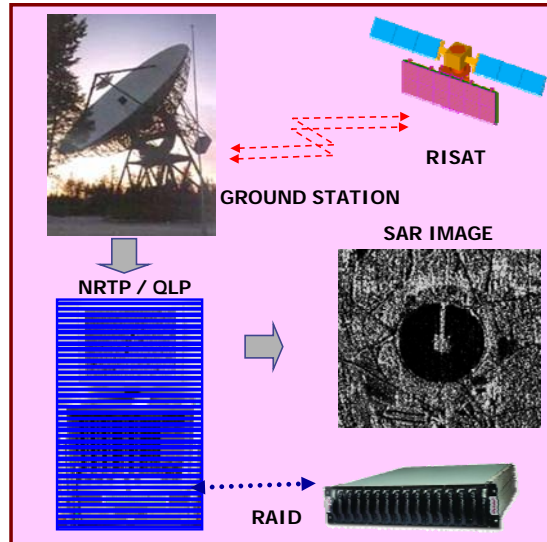 RISAT
GROUND STATION
SAR IMAGE
NRTP / QLP
RAID